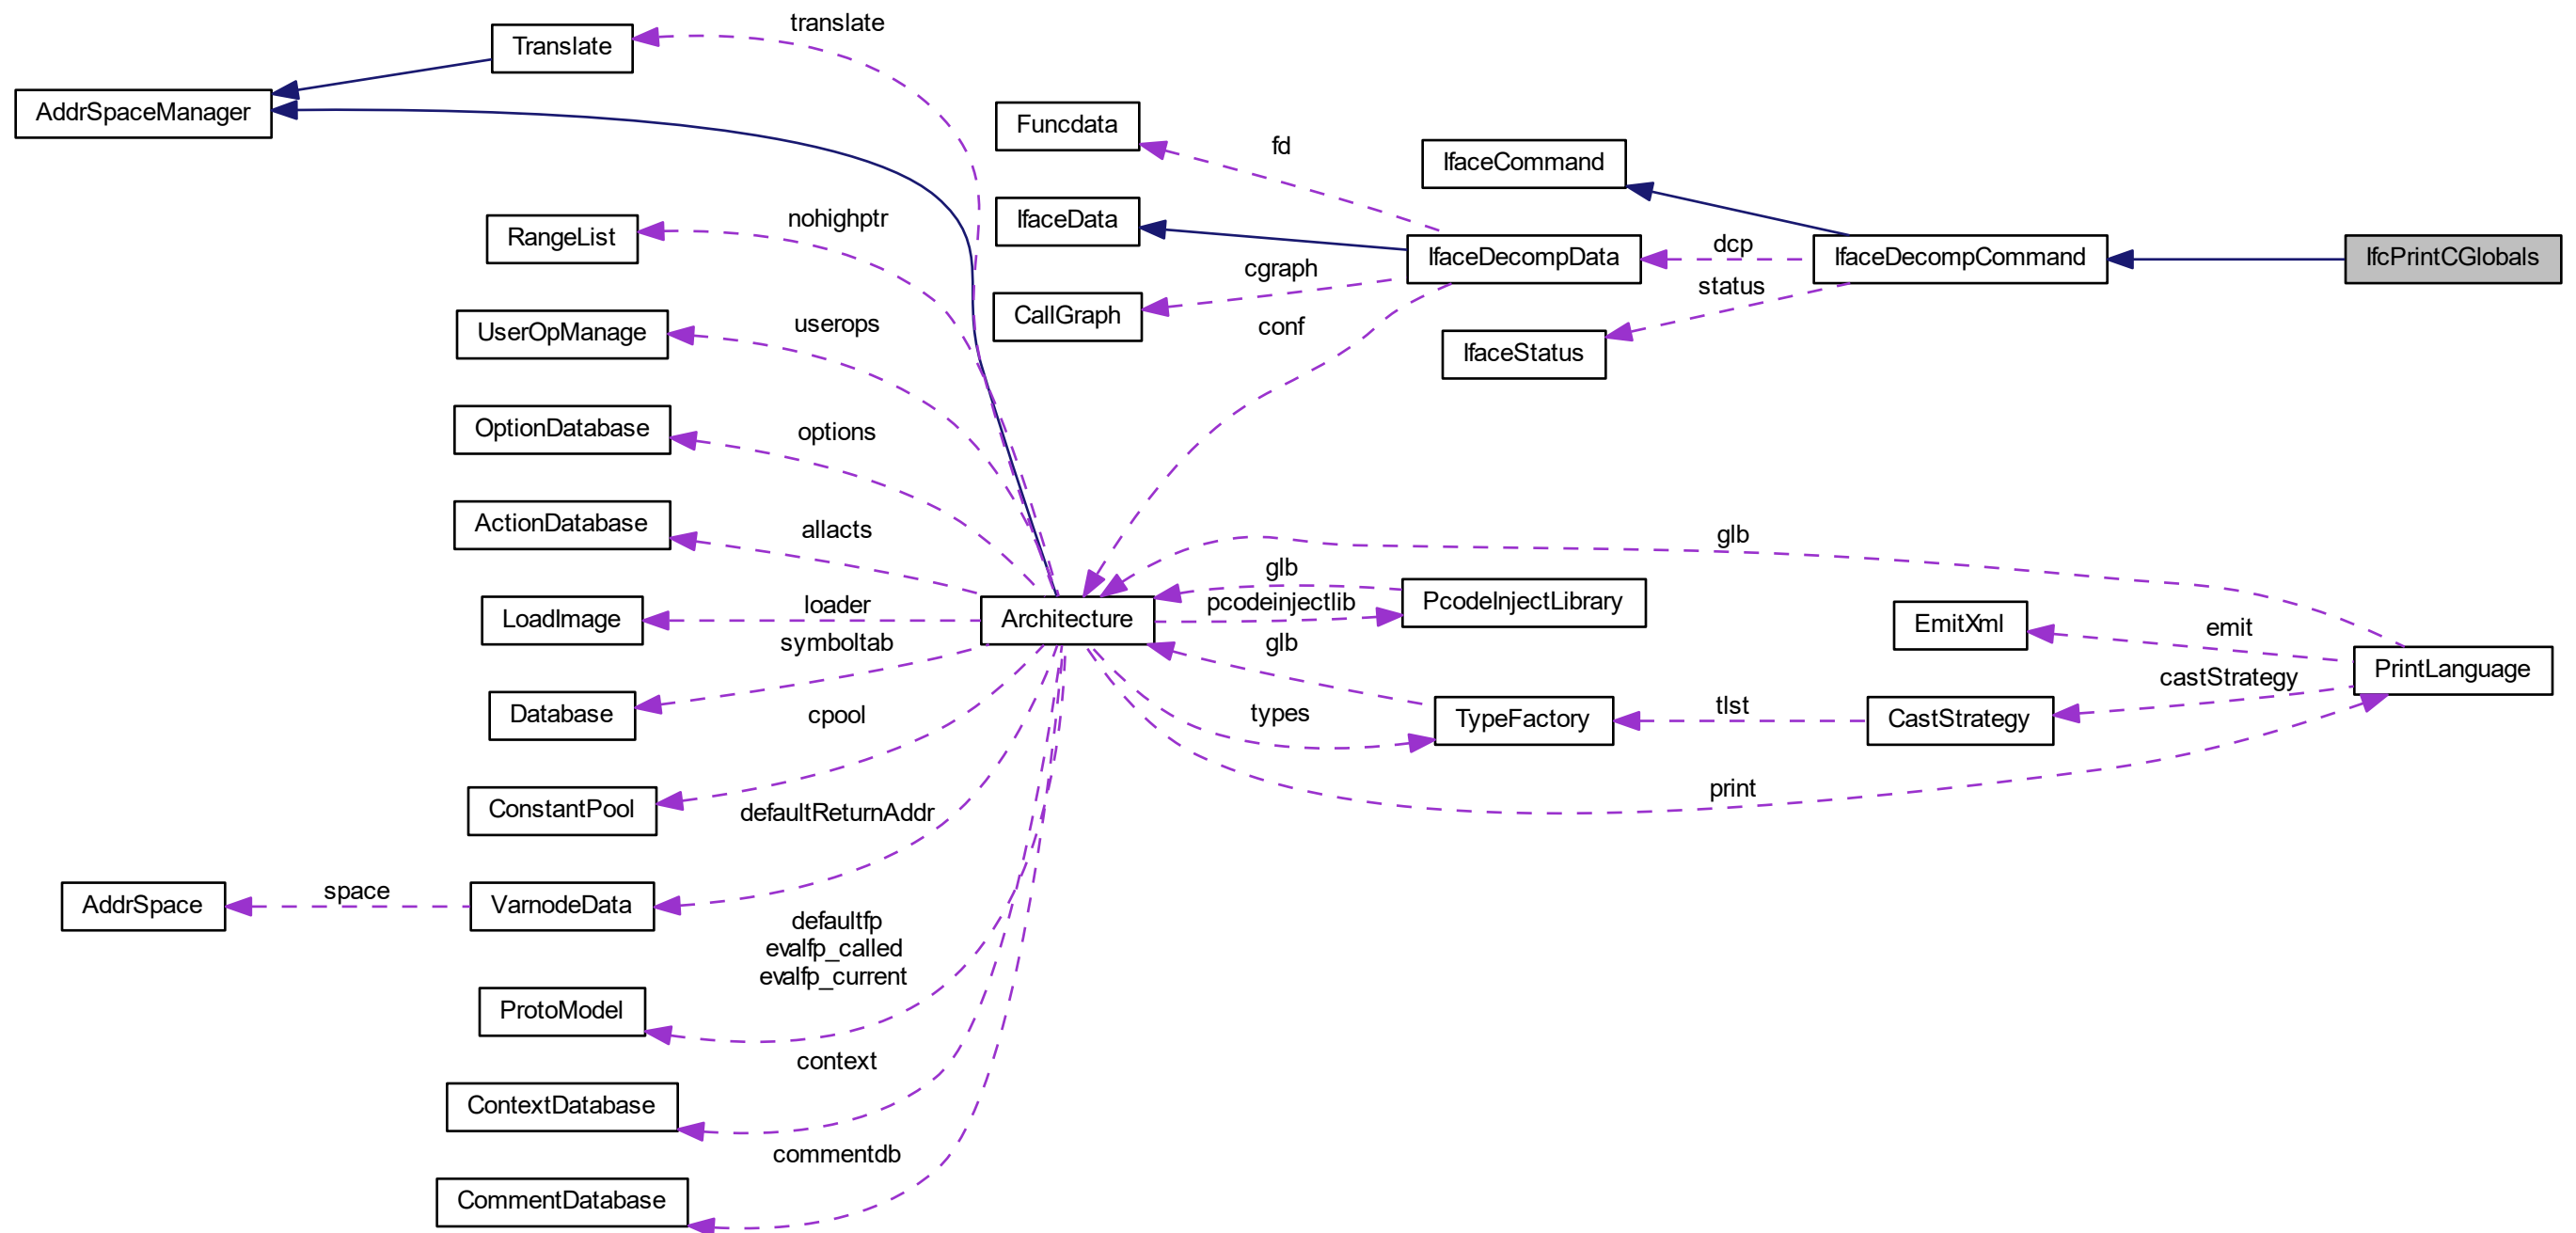 translate
Translate
AddrSpaceManager
Funcdata
fd
IfaceCommand
nohighptr
RangeList
IfaceData
dcp
IfaceDecompData
IfaceDecompCommand
IfcPrintCGlobals
cgraph
status
CallGraph
conf
userops
UserOpManage
IfaceStatus
OptionDatabase
options
ActionDatabase
allacts
glb
glb
LoadImage
loader
Architecture
pcodeinjectlib
PcodeInjectLibrary
EmitXml
emit
symboltab
glb
PrintLanguage
castStrategy
Database
cpool
types
TypeFactory
tlst
CastStrategy
print
ConstantPool
defaultReturnAddr
AddrSpace
space
VarnodeData
defaultfp
evalfp_called
evalfp_current
ProtoModel
context
ContextDatabase
commentdb
CommentDatabase